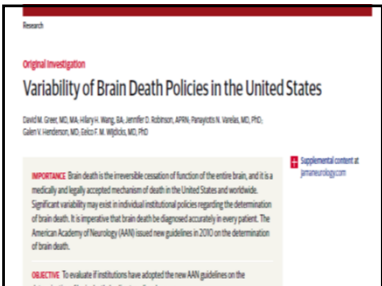 Research
Original Investigation
Variability of Brain Death Policies in the United States
David M. Greer, MD, MA; Hilary H. Wang, BA; Jennifer D. Robinson, APRN; Panayiotis N. Varelas, MD, PhD;
Galen V. Henderson, MD; Eelco F. M. Wijdicks, MD, PhD
IMPORTANCE Brain death is the irreversible cessation of function of the entire brain, and it is a
medically and legally accepted mechanism of death in the United States and worldwide.
Significant variability may exist in individual institutional policies regarding the determination
of brain death. It is imperative that brain death be diagnosed accurately in every patient. The
American Academy of Neurology (AAN) issued new guidelines in 2010 on the determination
of brain death.
Supplemental content at
jamaneurology.com
OBJECTIVE To evaluate if institutions have adopted the new AAN guidelines on the